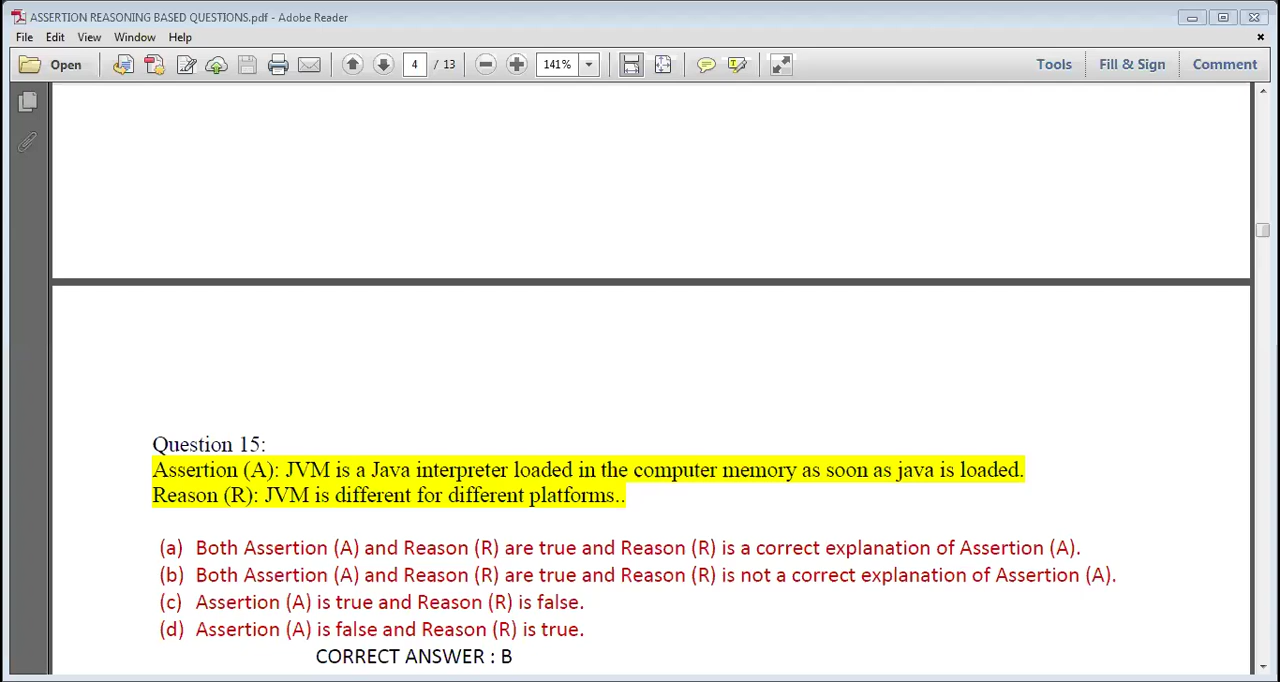 ASSERTION REASONING BASED QUESTIONS.pdf - Adobe Reader
File Edit View Window Help
Open 4 / 13 141% Tools Fill & Sign Comment
Question 15:
Assertion (A): JVM is a Java interpreter loaded in the computer memory as soon as java is loaded.
Reason (R): JVM is different for different platforms..
(a) Both Assertion (A) and Reason (R) are true and Reason (R) is a correct explanation of Assertion (A).
(b) Both Assertion (A) and Reason (R) are true and Reason (R) is not a correct explanation of Assertion (A).
(c) Assertion (A) is true and Reason (R) is false.
(d) Assertion (A) is false and Reason (R) is true.
CORRECT ANSWER : B